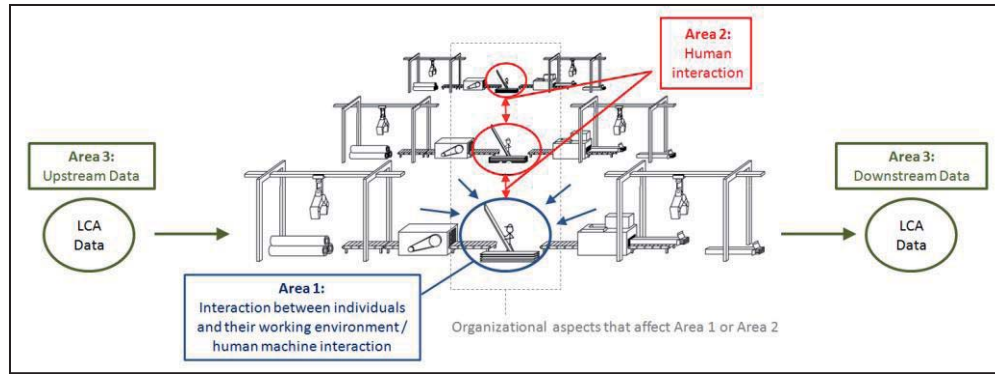 Area 2:
Human
interaction
Area 3:
Upstream Data
LCA
Data
Area 3:
Downstream Data
LCA
Data
Area 1:
Interaction between individuals
and their working environment /
human machine interaction
Organizational aspects that affect Area 1 or Area 2